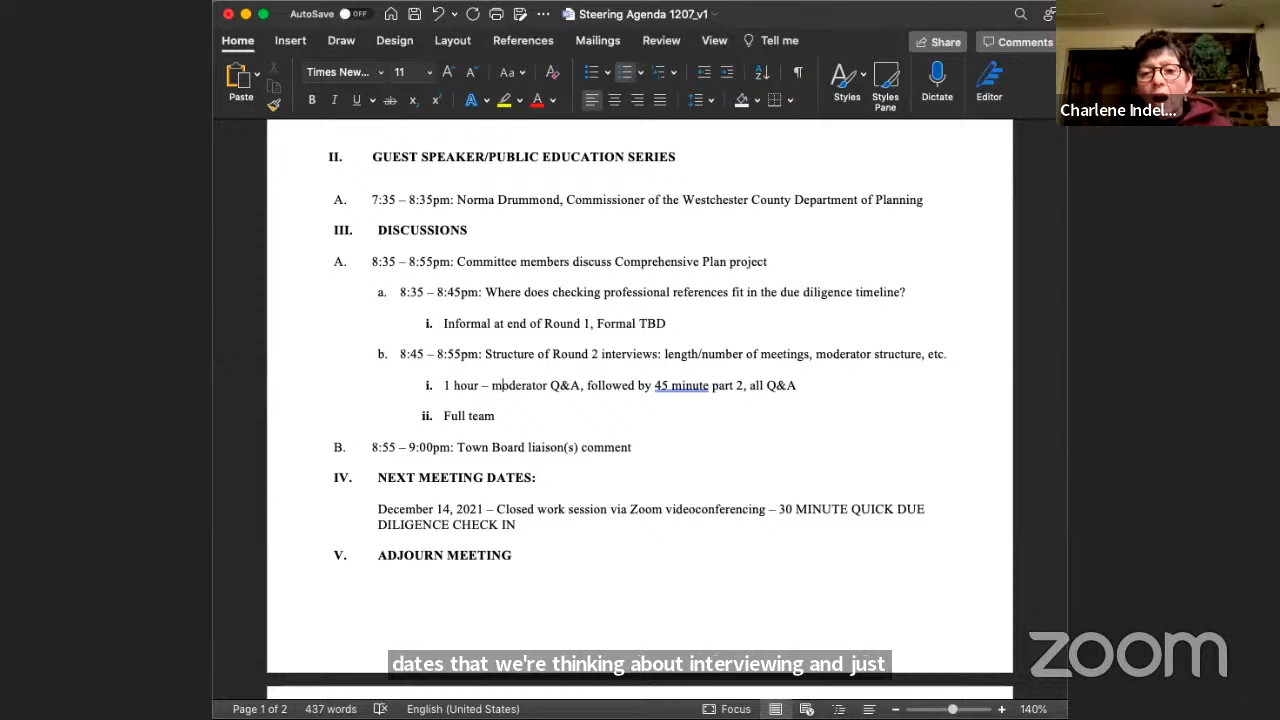 AutoSave OFF ... Steering Agenda 1207_v1
Home Insert Draw Design Layout References Mailings Review View Tell me Share Comments
Paste Times New... 11 Aa Styles Styles Pane Dictate Editor
B I U ab x₂ x² A A
Charlene Indel...
II. GUEST SPEAKER/PUBLIC EDUCATION SERIES
A. 7:35 – 8:35pm: Norma Drummond, Commissioner of the Westchester County Department of Planning
III. DISCUSSIONS
A. 8:35 – 8:55pm: Committee members discuss Comprehensive Plan project
a. 8:35 – 8:45pm: Where does checking professional references fit in the due diligence timeline?
i. Informal at end of Round 1, Formal TBD
b. 8:45 – 8:55pm: Structure of Round 2 interviews: length/number of meetings, moderator structure, etc.
i. 1 hour – moderator Q&A, followed by 45 minute part 2, all Q&A
ii. Full team
B. 8:55 – 9:00pm: Town Board liaison(s) comment
IV. NEXT MEETING DATES:
December 14, 2021 – Closed work session via Zoom videoconferencing – 30 MINUTE QUICK DUE
DILIGENCE CHECK IN
V. ADJOURN MEETING
dates that we're thinking about interviewing and just
zoom
Page 1 of 2 437 words English (United States) Focus 140%